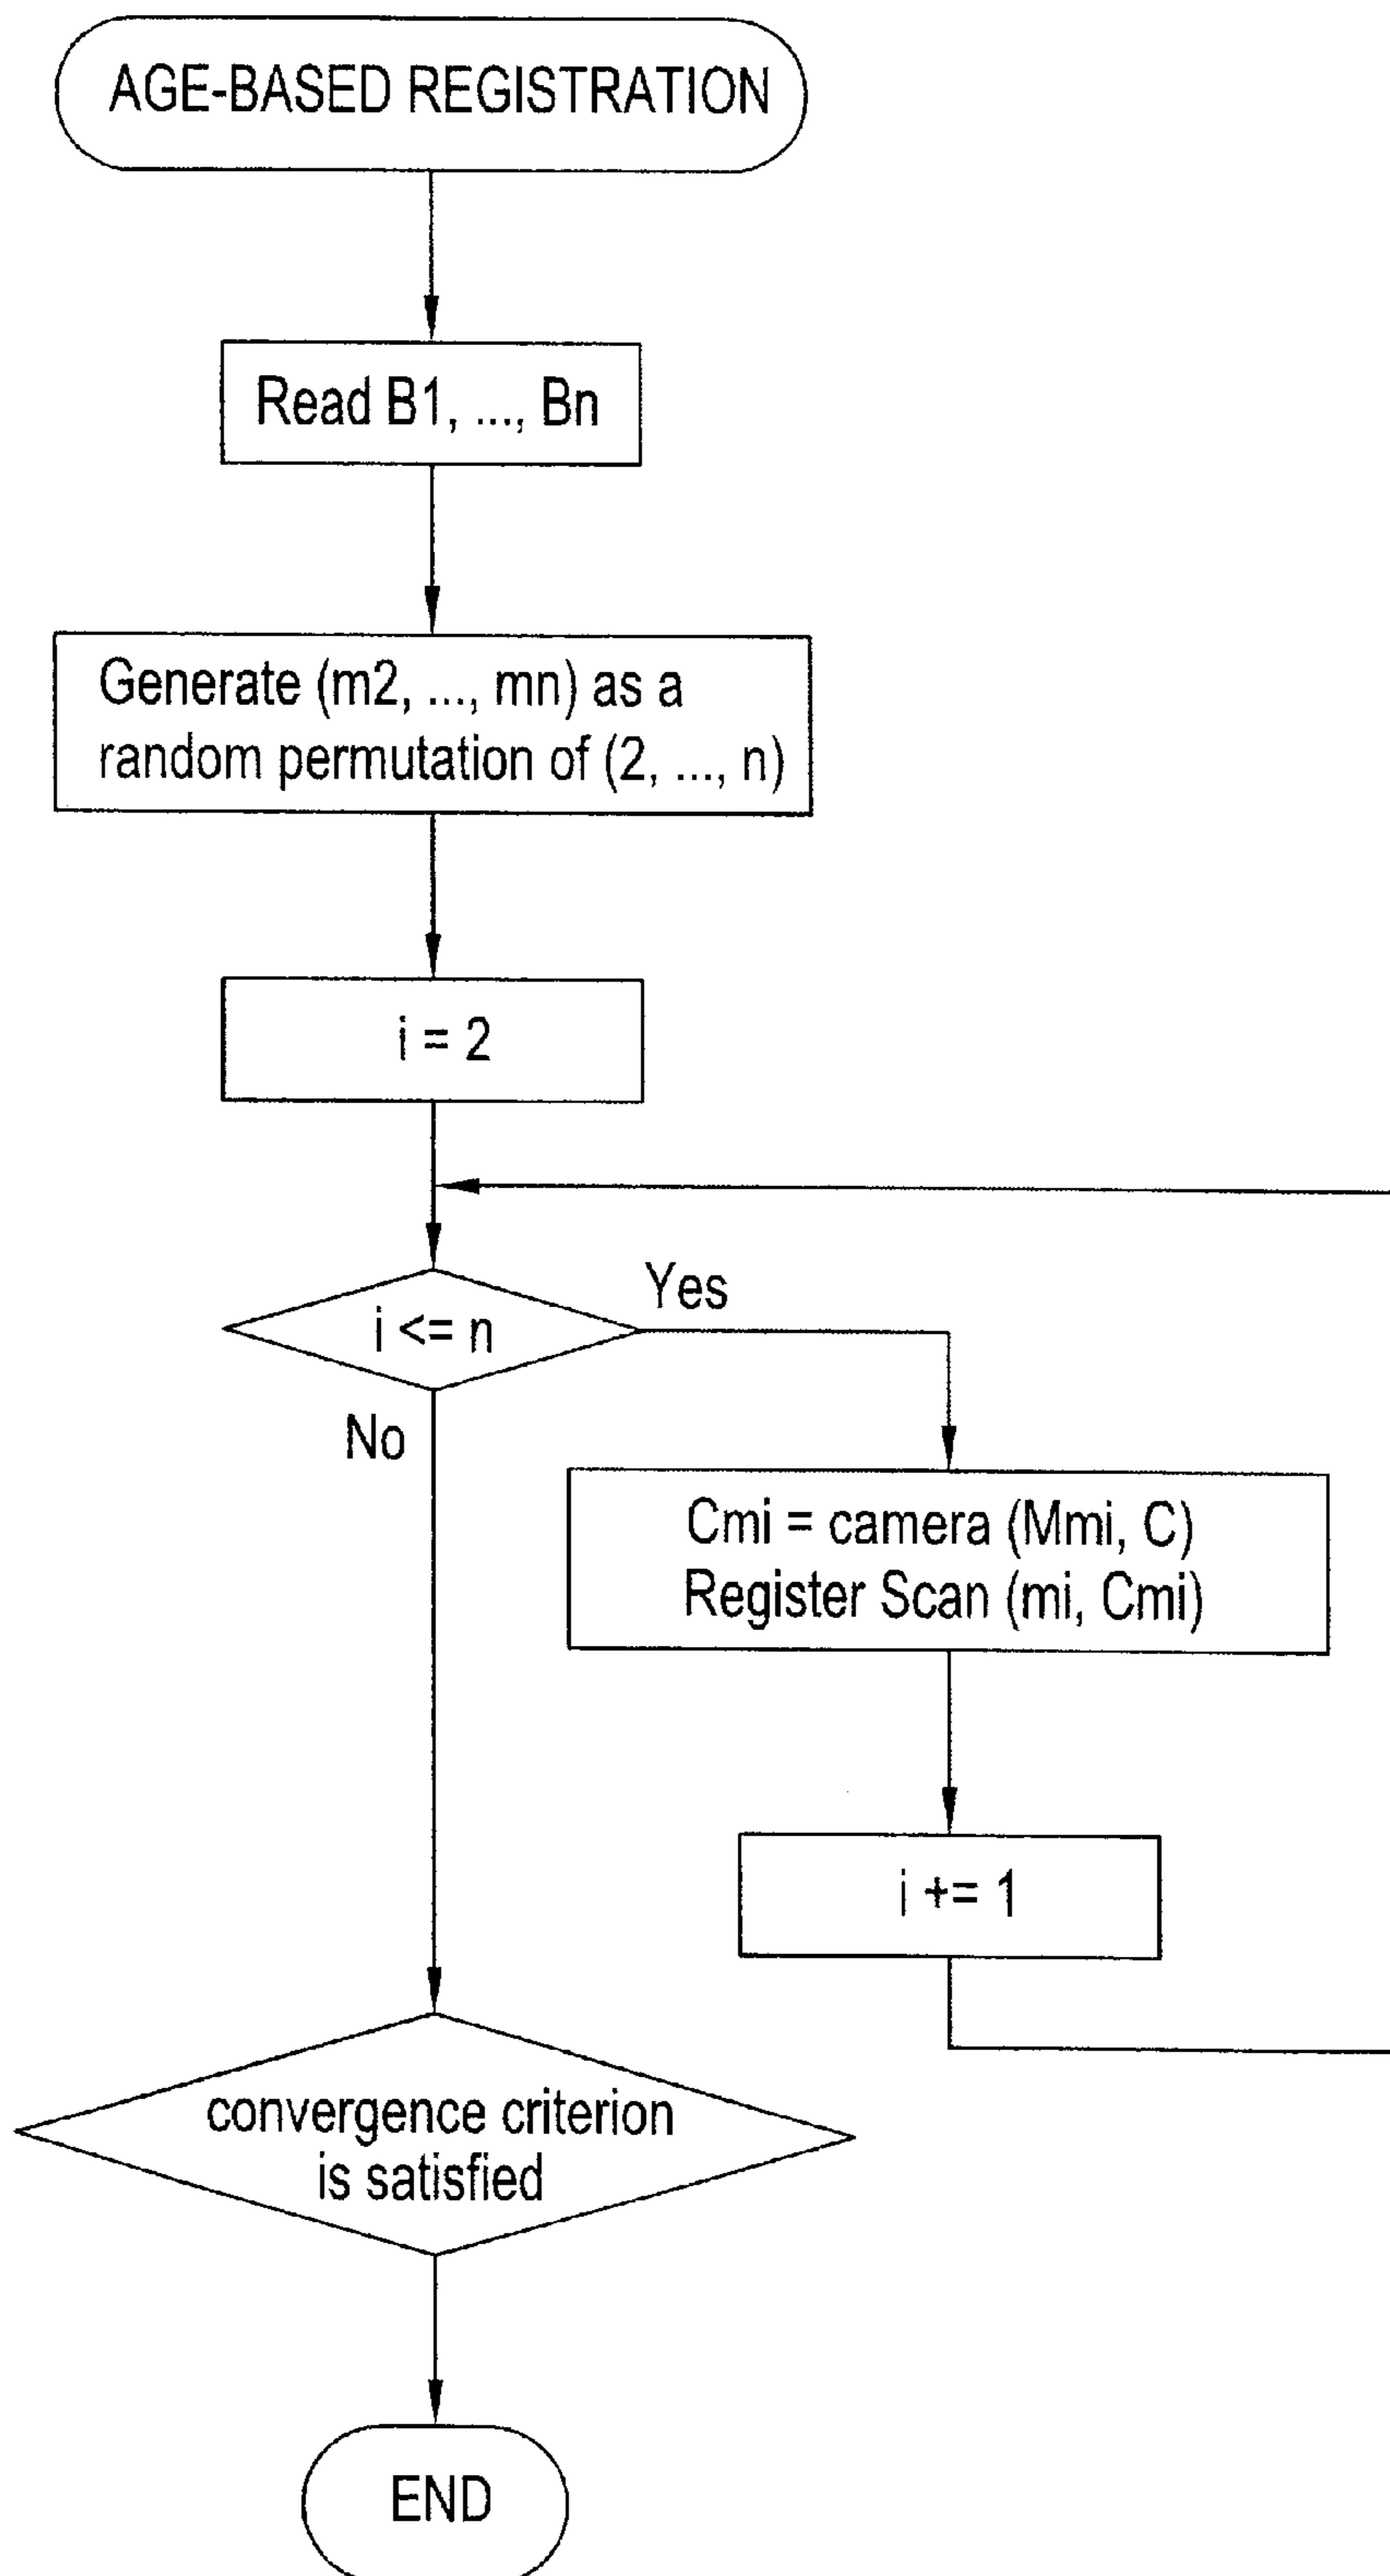 AGE-BASED REGISTRATION
Read B1, ..., Bn
Generate (m2, ..., mn) as a
random permutation of (2, ..., n)
i = 2
i <= n
Yes
No
Cmi = camera (Mmi, C)
Register Scan (mi, Cmi)
i += 1
convergence criterion
is satisfied
END